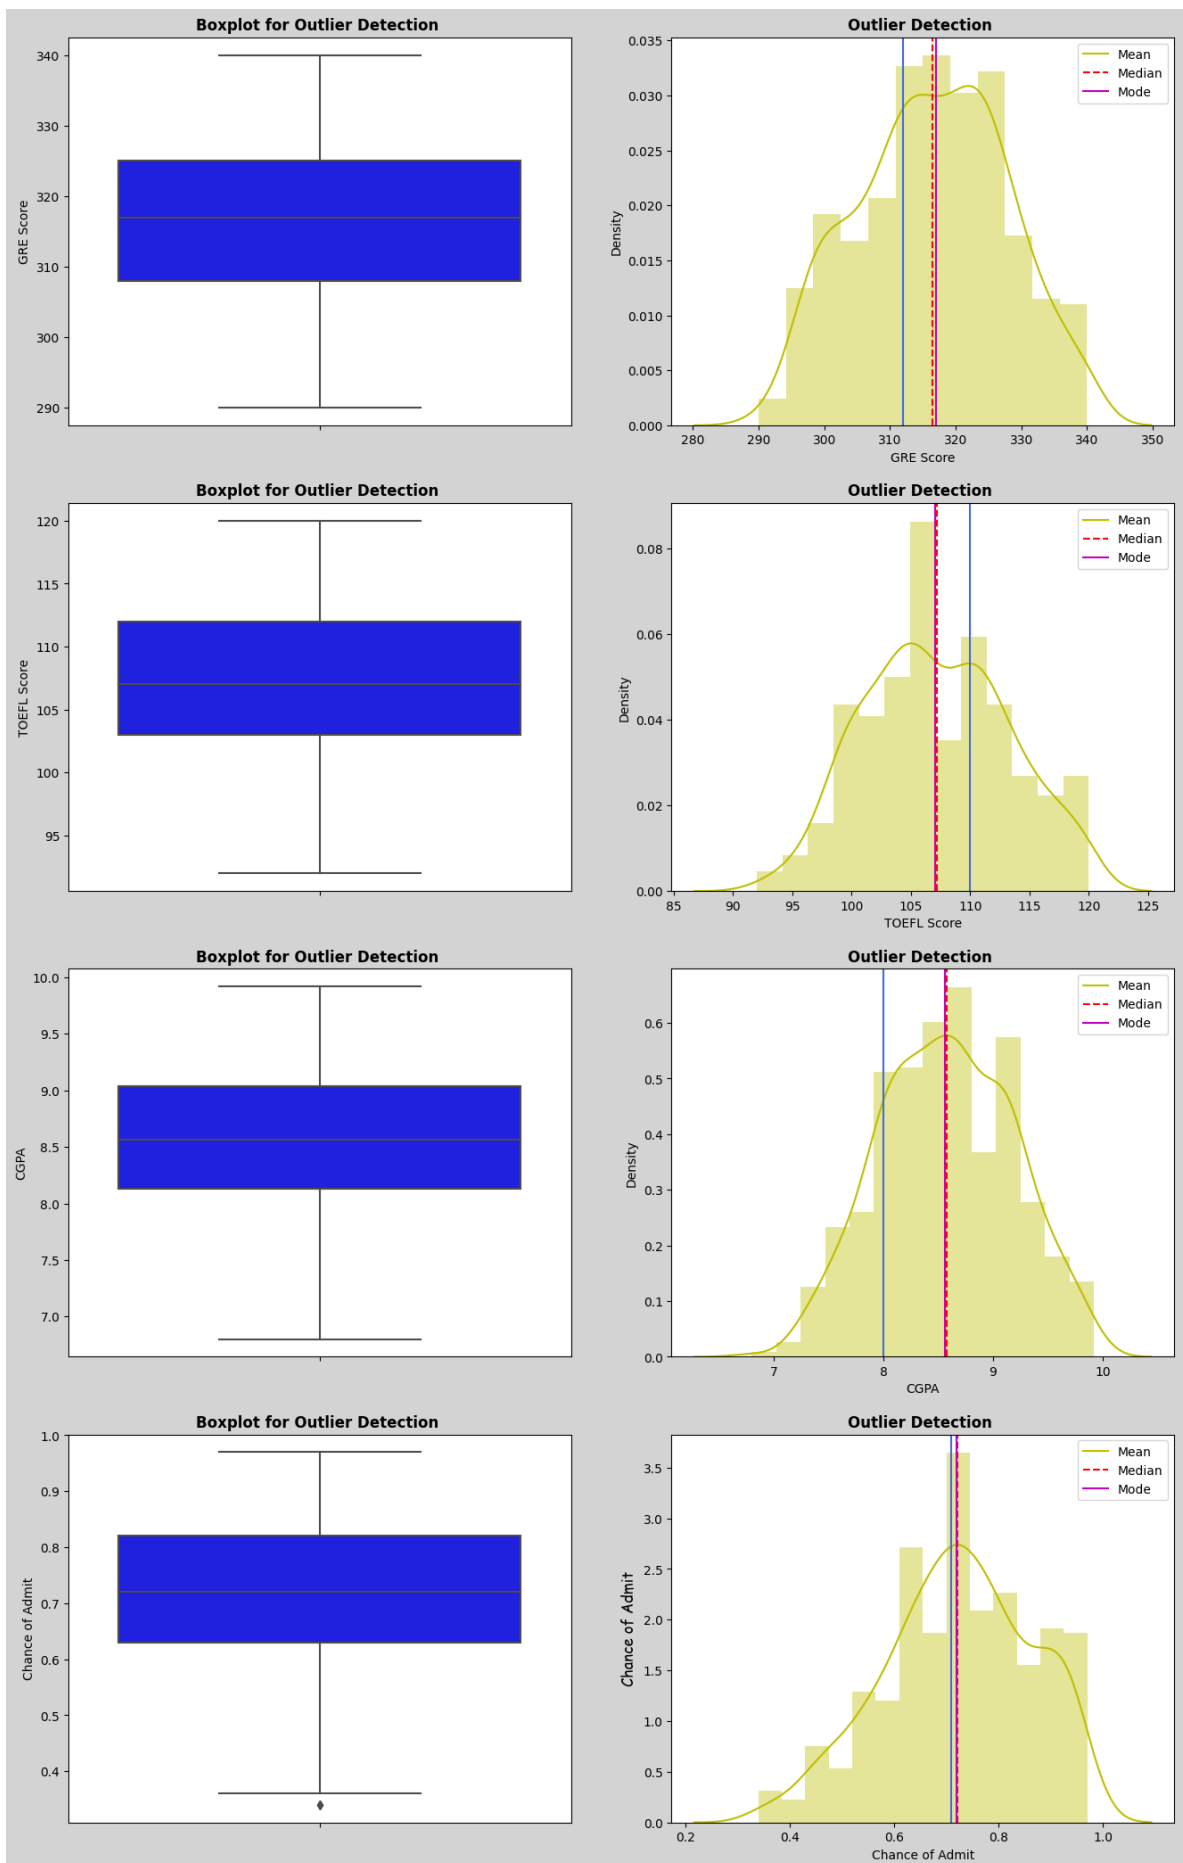 Boxplot for Outlier Detection
340
330
320
310
300
290
GRE Score
Outlier Detection
Mean
Median
Mode
0.035
0.030
0.025
0.020
0.015
0.010
0.005
0.000
Density
280 290 300 310 320 330 340 350
GRE Score
Boxplot for Outlier Detection
120
115
110
105
100
95
TOEFL Score
Outlier Detection
Mean
Median
Mode
0.08
0.06
0.04
0.02
0.00
Density
85 90 95 100 105 110 115 120 125
TOEFL Score
Boxplot for Outlier Detection
10.0
9.5
9.0
8.5
8.0
7.5
7.0
CGPA
Outlier Detection
Mean
Median
Mode
0.6
0.5
0.4
0.3
0.2
0.1
0.0
Density
7 8 9 10
CGPA
Boxplot for Outlier Detection
1.0
0.9
0.8
0.7
0.6
0.5
0.4
Chance of Admit
Outlier Detection
Mean
Median
Mode
3.5
3.0
2.5
2.0
1.5
1.0
0.5
0.0
Chance of Admit
0.2 0.4 0.6 0.8 1.0
Chance of Admit